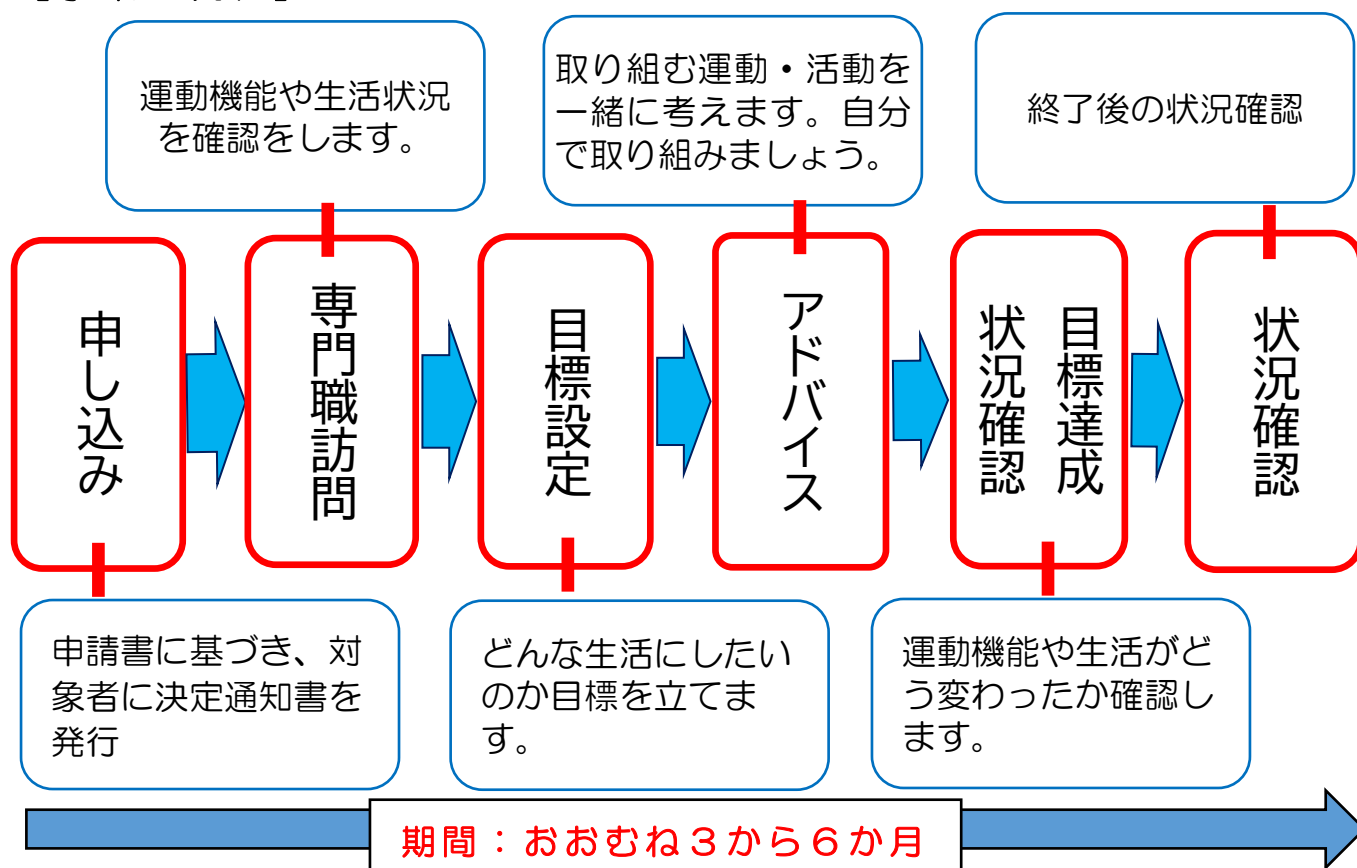 運動機能や生活状況
を確認をします。
取り組む運動・活動を
一緒に考えます。自分
で取り組みましょう。
終了後の状況確認
申し込み
専門職訪問
目標設定
アドバイス
目標達成
状況確認
状況確認
申請書に基づき、対
象者に決定通知書を
発行
どんな生活にしたい
のか目標を立てま
す。
運動機能や生活がど
う変わったか確認し
ます。
期間：おおむね３から６か月